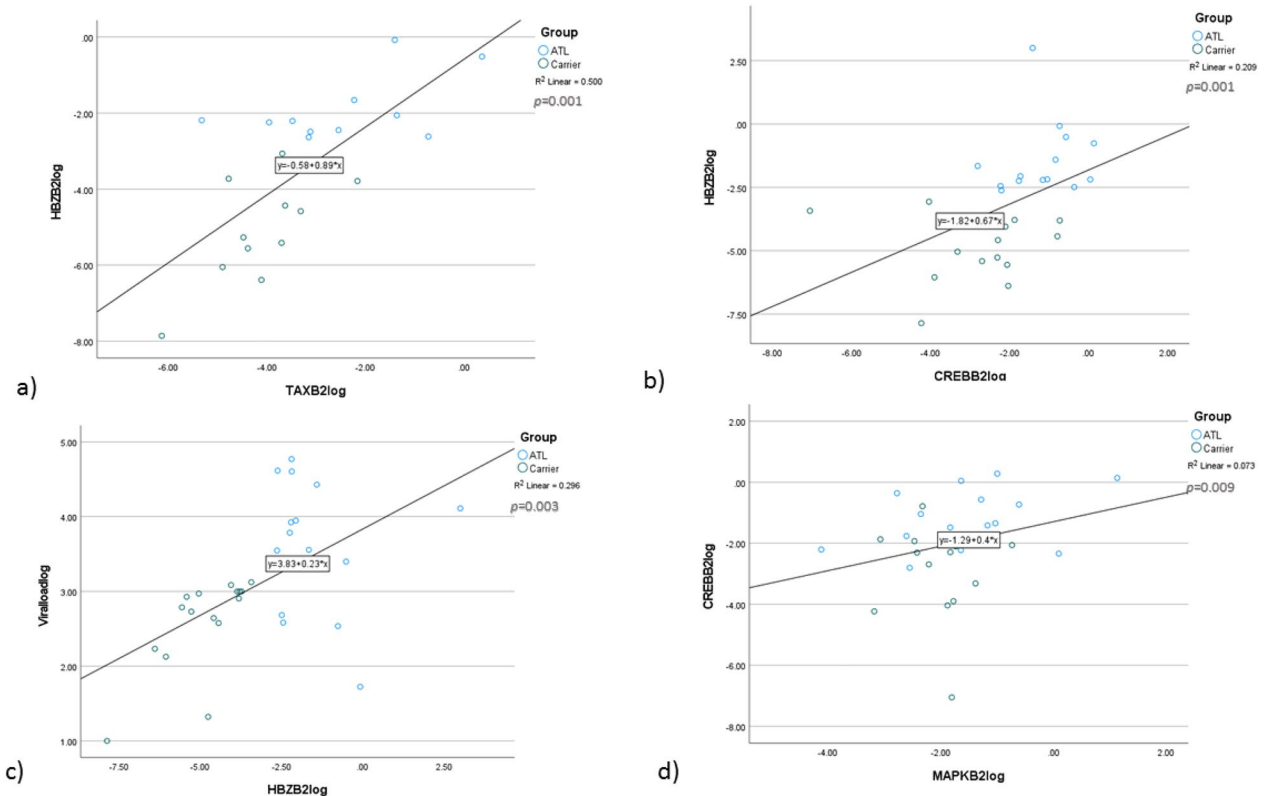 Group
ATL
Carrier
R² Linear = 0.500
p=0.001
.00
-2.00
-4.00
-6.00
-8.00
HBZB2log
y=-0.58+0.89*x
-6.00 -4.00 -2.00 .00
TAXB2log
a)
Group
ATL
Carrier
R² Linear = 0.209
p=0.001
2.50
.00
-2.50
-5.00
-7.50
HBZB2log
y=-1.82+0.67*x
-8.00 -6.00 -4.00 -2.00 .00 2.00
CREBB2log
b)
Group
ATL
Carrier
R² Linear = 0.296
p=0.003
5.00
4.00
3.00
2.00
1.00
Viralloadlog
y=3.83+0.23*x
-7.50 -5.00 -2.50 .00 2.50
HBZB2log
c)
Group
ATL
Carrier
R² Linear = 0.073
p=0.009
2.00
.00
-2.00
-4.00
-6.00
-8.00
CREBB2log
y=-1.29+0.4*x
-4.00 -2.00 .00 2.00
MAPKB2log
d)